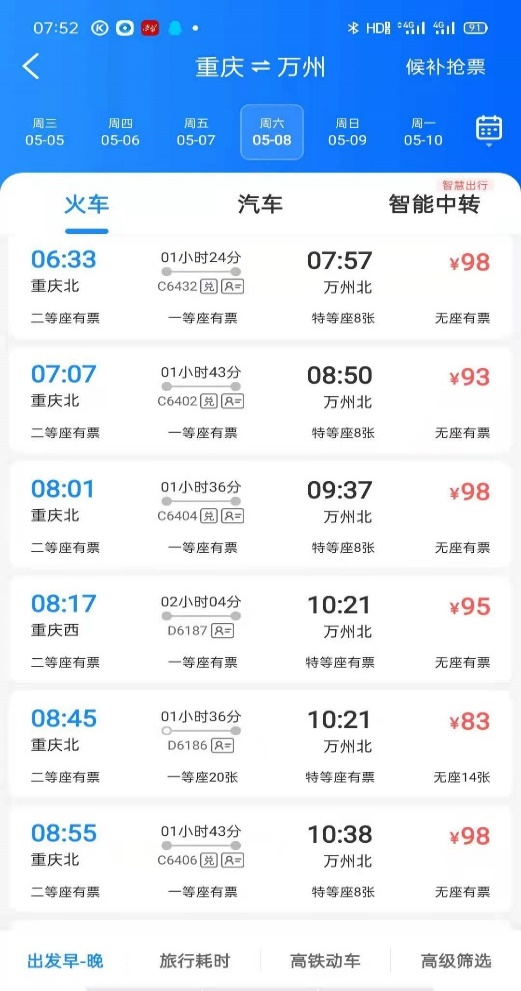 07:52 HD 4G 4G 91
重庆⇌万州 候补抢票
周三 周四 周五 周六 周日 周一
05-05 05-06 05-07 05-08 05-09 05-10
智慧出行
火车 汽车 智能中转
06:33 01小时24分 07:57 ¥98
重庆北 C6432 兑 万州北
二等座有票 一等座有票 特等座8张 无座有票
07:07 01小时43分 08:50 ¥93
重庆北 C6402 兑 万州北
二等座有票 一等座有票 特等座8张 无座有票
08:01 01小时36分 09:37 ¥98
重庆北 C6404 兑 万州北
二等座有票 一等座有票 特等座8张 无座有票
08:17 02小时04分 10:21 ¥95
重庆西 D6187 万州北
二等座有票 一等座有票 特等座有票 无座有票
08:45 01小时36分 10:21 ¥83
重庆北 D6186 万州北
二等座有票 一等座20张 特等座有票 无座14张
08:55 01小时43分 10:38 ¥98
重庆北 C6406 兑 万州北
二等座有票 一等座有票 特等座8张 无座有票
出发早-晚 旅行耗时 高铁动车 高级筛选